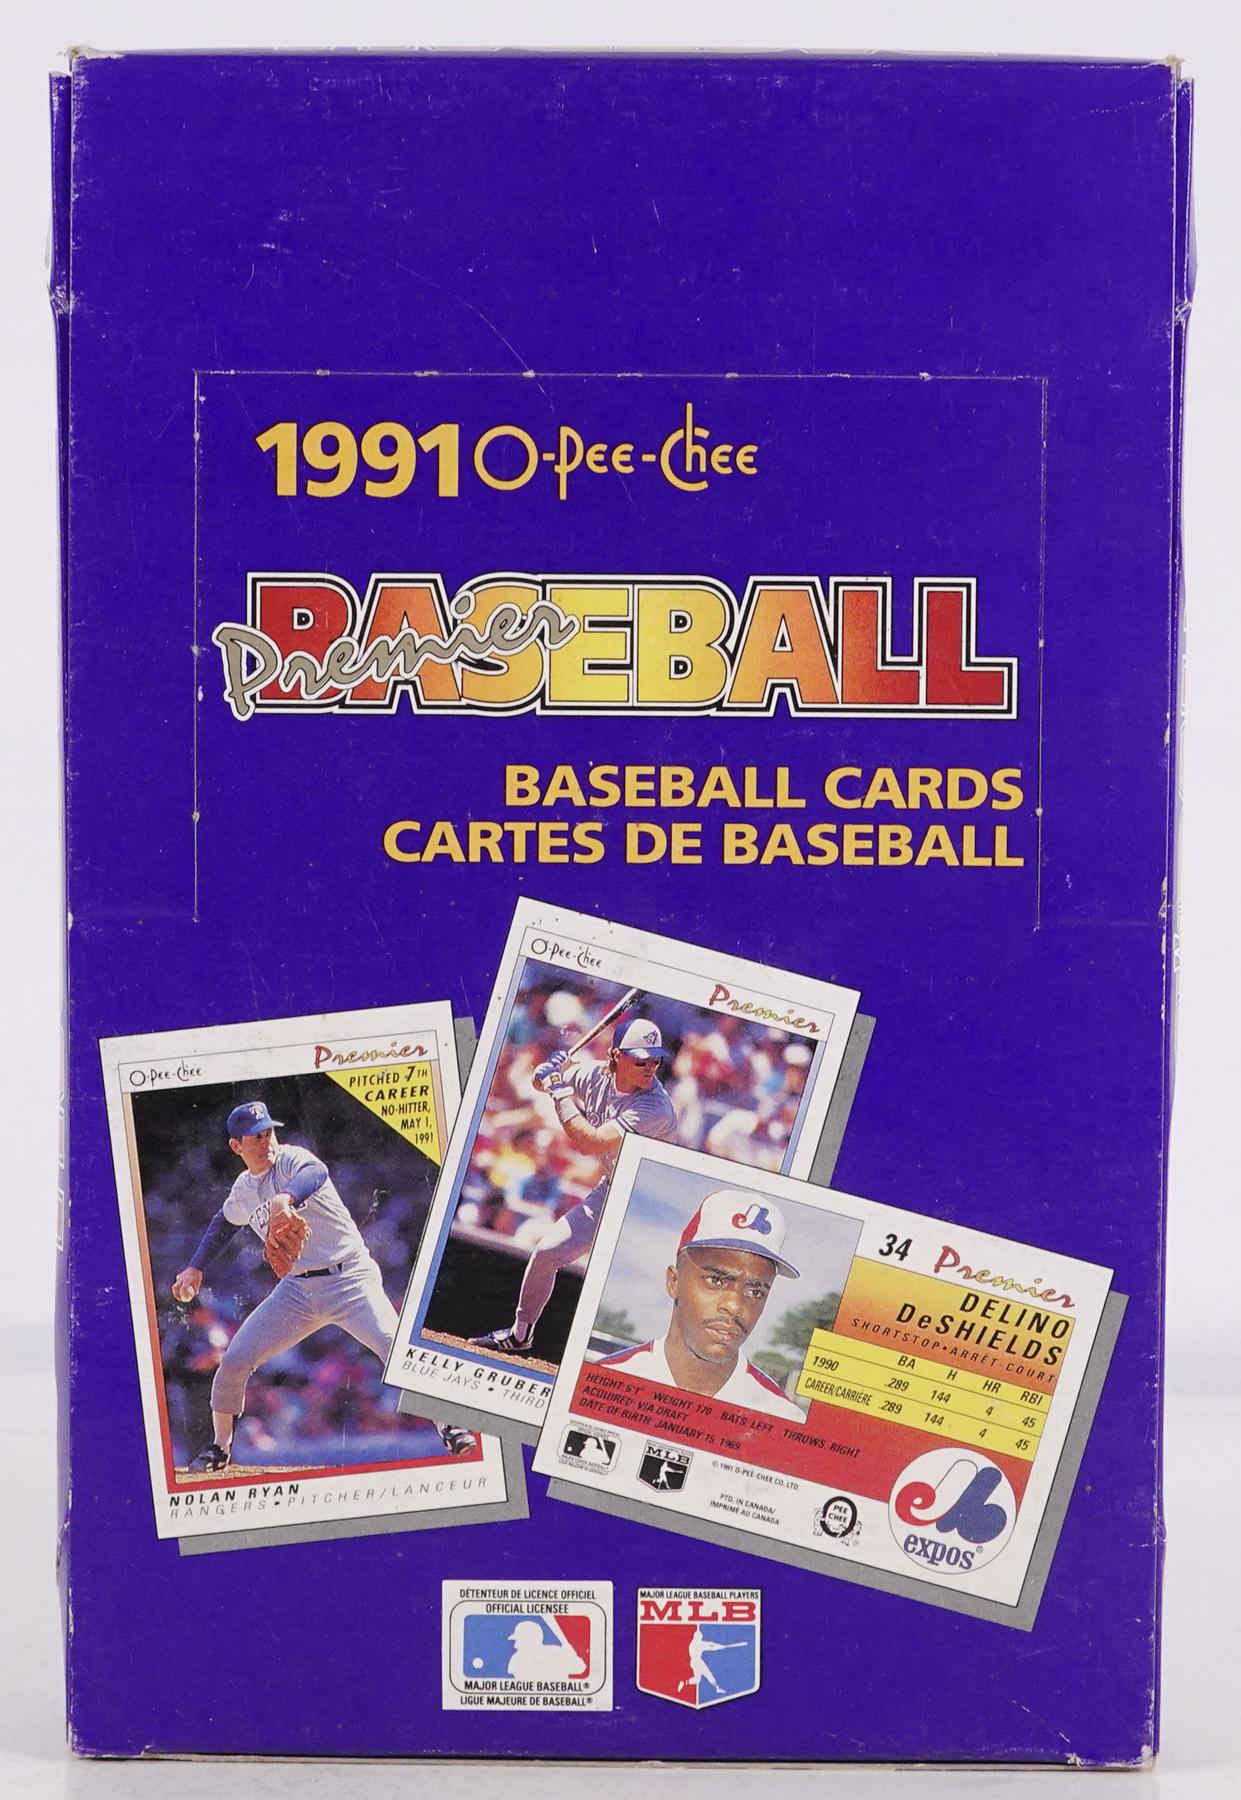 1991 O-Pee-Chee
Premier
BASEBALL
BASEBALL CARDS
CARTES DE BASEBALL
O-Pee-Chee
Premier
PITCHED 7TH
CAREER
NO-HITTER,
MAY 1,
1991
NOLAN RYAN
RANGERS • PITCHER/LANCEUR
O-Pee-Chee
Premier
KELLY GRUBER
BLUE JAYS • THIRD
34 Premier
DELINO
DeSHIELDS
SHORTSTOP • ARRÊT-COURT
BA H HR RBI
1990 .289 144 4 45
CAREER/CARRIÈRE .289 144 4 45
HEIGHT: 6'1" WEIGHT 170 BATS: LEFT THROWS: RIGHT
ACQUIRED: VIA DRAFT
DATE OF BIRTH: JANUARY 15, 1969
MLB
© 1991 O-PEE-CHEE CO. LTD.
PTD. IN CANADA/
IMPRIMÉ AU CANADA
O
PEE
CHEE
eb
expos®
DÉTENTEUR DE LICENCE OFFICIEL
OFFICIAL LICENSEE
MAJOR LEAGUE BASEBALL®
LIGUE MAJEURE DE BASEBALL®
MAJOR LEAGUE BASEBALL PLAYERS
MLB